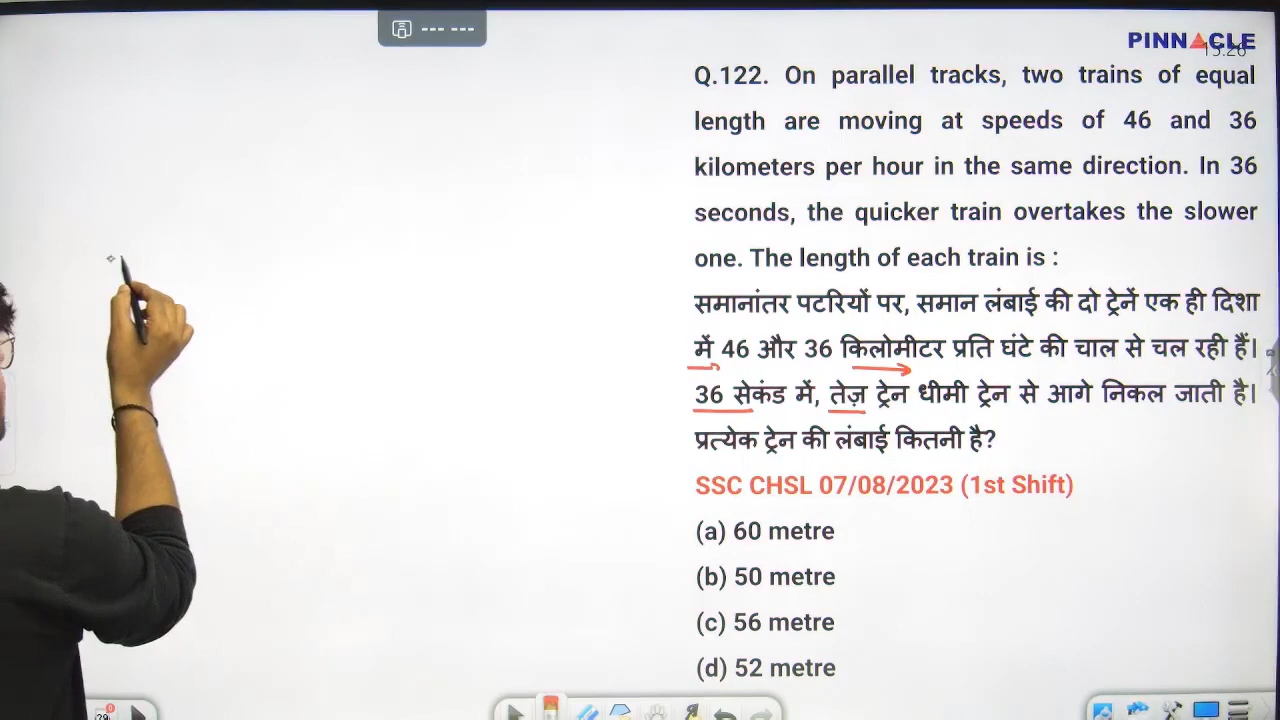 PINNACLE
15:26
Q.122. On parallel tracks, two trains of equal
length are moving at speeds of 46 and 36
kilometers per hour in the same direction. In 36
seconds, the quicker train overtakes the slower
one. The length of each train is :
समानांतर पटरियों पर, समान लंबाई की दो ट्रेनें एक ही दिशा
में 46 और 36 किलोमीटर प्रति घंटे की चाल से चल रही हैं।
36 सेकंड में, तेज़ ट्रेन धीमी ट्रेन से आगे निकल जाती है।
प्रत्येक ट्रेन की लंबाई कितनी है?
SSC CHSL 07/08/2023 (1st Shift)
(a) 60 metre
(b) 50 metre
(c) 56 metre
(d) 52 metre
29